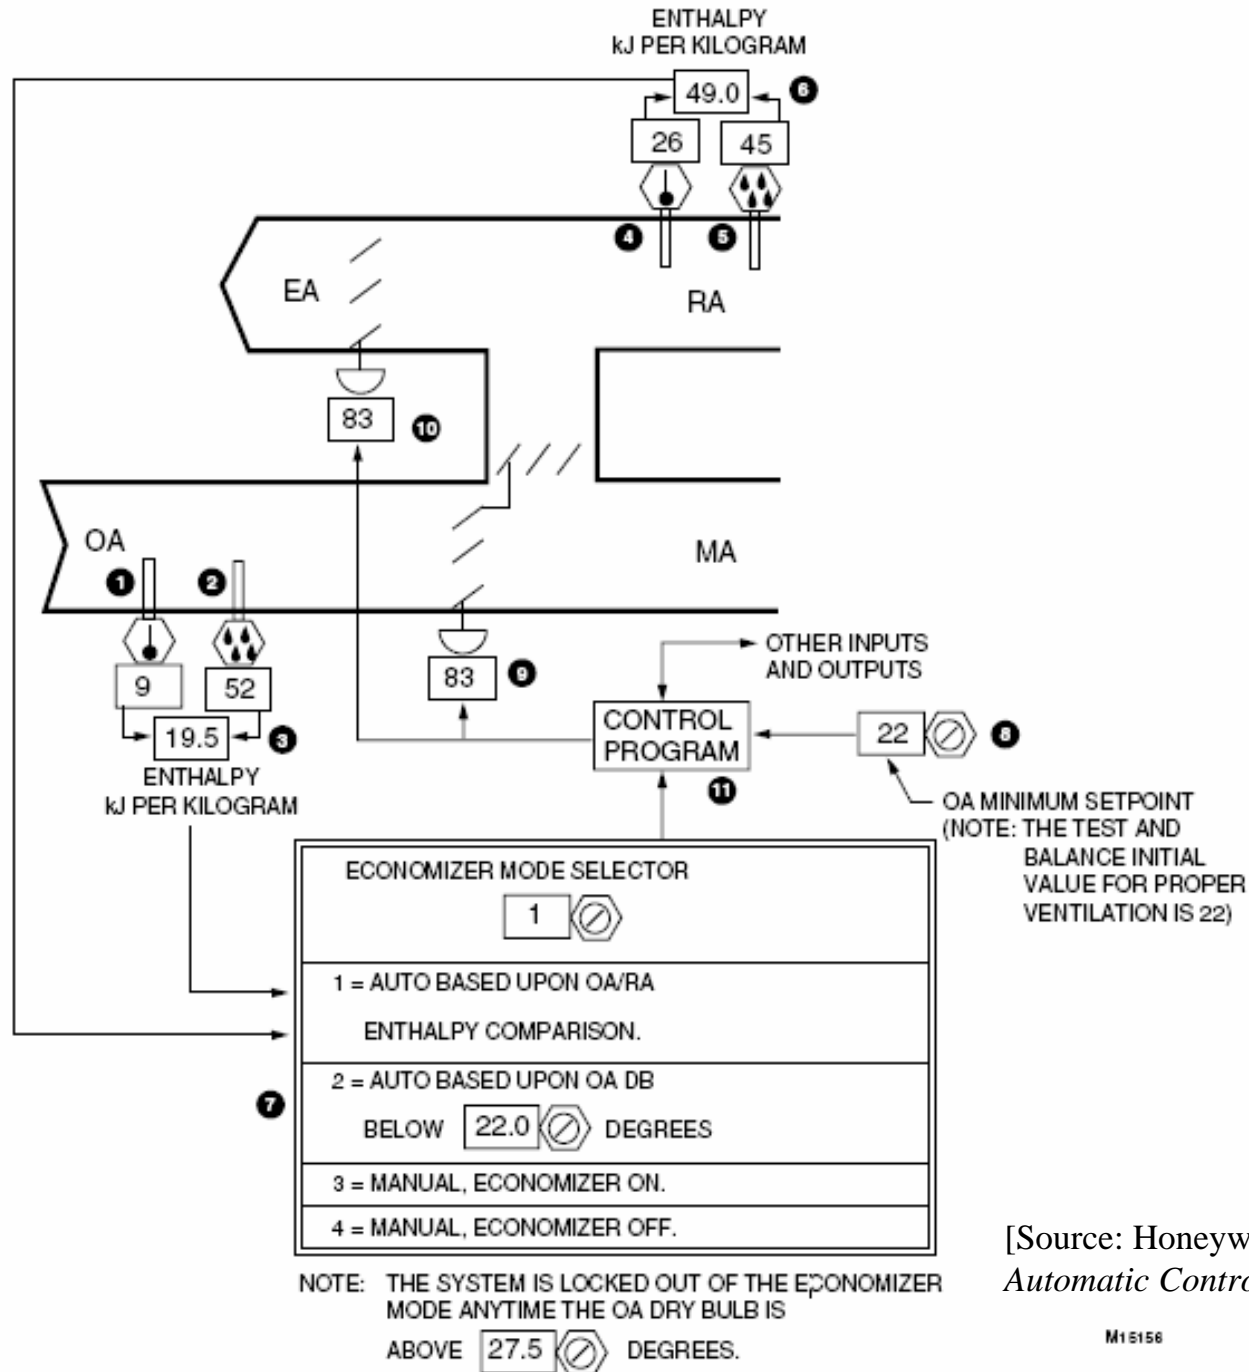 ENTHALPY
kJ PER KILOGRAM
49.0
6
26
45
4
5
EA
RA
83
10
OA
MA
1
2
9
52
19.5
3
ENTHALPY
kJ PER KILOGRAM
83
9
OTHER INPUTS
AND OUTPUTS
CONTROL
PROGRAM
11
22
8
OA MINIMUM SETPOINT
(NOTE: THE TEST AND
BALANCE INITIAL
VALUE FOR PROPER
VENTILATION IS 22)
ECONOMIZER MODE SELECTOR
1
1 = AUTO BASED UPON OA/RA
ENTHALPY COMPARISON.
2 = AUTO BASED UPON OA DB
BELOW 22.0 DEGREES
7
3 = MANUAL, ECONOMIZER ON.
4 = MANUAL, ECONOMIZER OFF.
NOTE: THE SYSTEM IS LOCKED OUT OF THE ECONOMIZER
MODE ANYTIME THE OA DRY BULB IS
ABOVE 27.5 DEGREES.
[Source: Honeyw
Automatic Contro
M15156